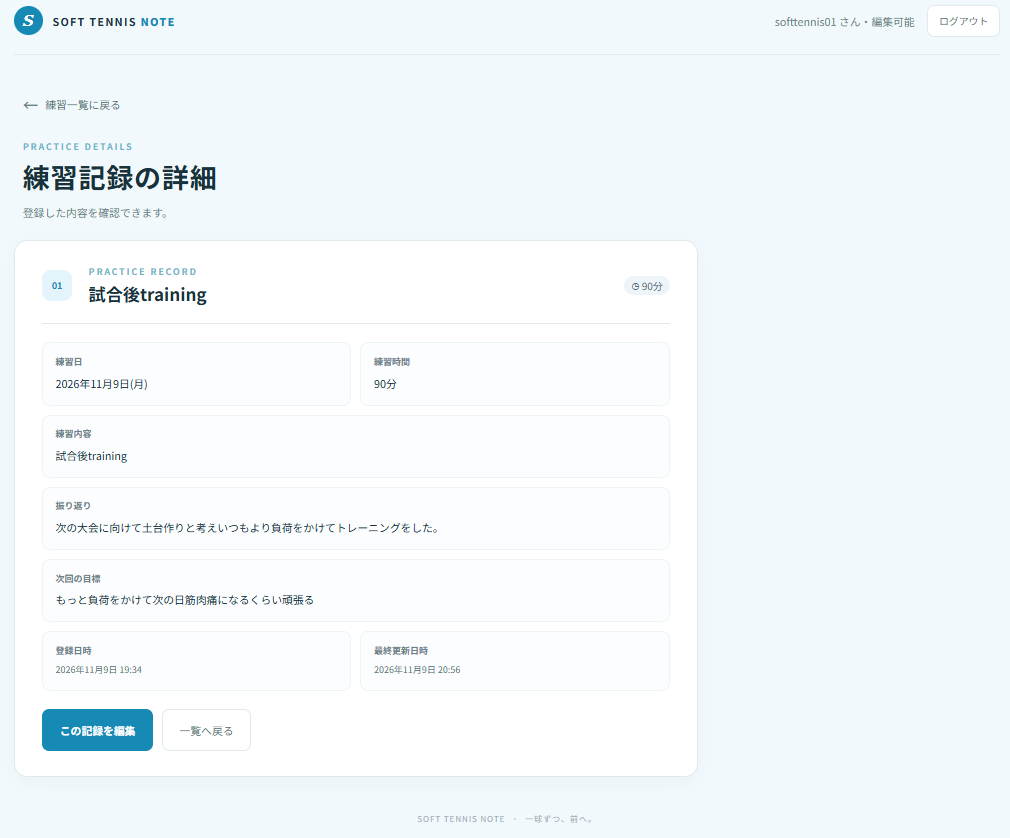 S SOFT TENNIS NOTE
softtennis01 さん・編集可能
ログアウト
← 練習一覧に戻る
PRACTICE DETAILS
練習記録の詳細
登録した内容を確認できます。
01
PRACTICE RECORD
試合後training
90分
練習日
2026年11月9日(月)
練習時間
90分
練習内容
試合後training
振り返り
次の大会に向けて土台作りと考えいつもより負荷をかけてトレーニングをした。
次回の目標
もっと負荷をかけて次の日筋肉痛になるくらい頑張る
登録日時
2026年11月9日 19:34
最終更新日時
2026年11月9日 20:56
この記録を編集
一覧へ戻る
SOFT TENNIS NOTE ・ 一球ずつ、前へ。